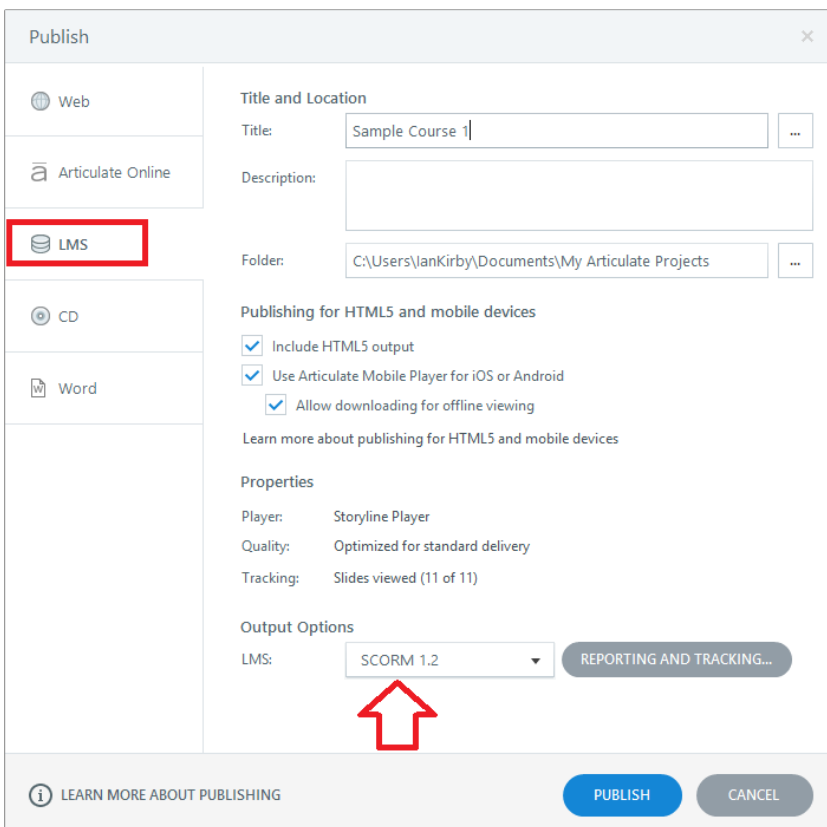 Publish
Web
Articulate Online
LMS
CD
Word
Title and Location
Title:
Sample Course 1
...
Description:
Folder:
C:\Users\IanKirby\Documents\My Articulate Projects
...
Publishing for HTML5 and mobile devices
Include HTML5 output
Use Articulate Mobile Player for iOS or Android
Allow downloading for offline viewing
Learn more about publishing for HTML5 and mobile devices
Properties
Player: Storyline Player
Quality: Optimized for standard delivery
Tracking: Slides viewed (11 of 11)
Output Options
LMS: SCORM 1.2 REPORTING AND TRACKING...
LEARN MORE ABOUT PUBLISHING PUBLISH CANCEL